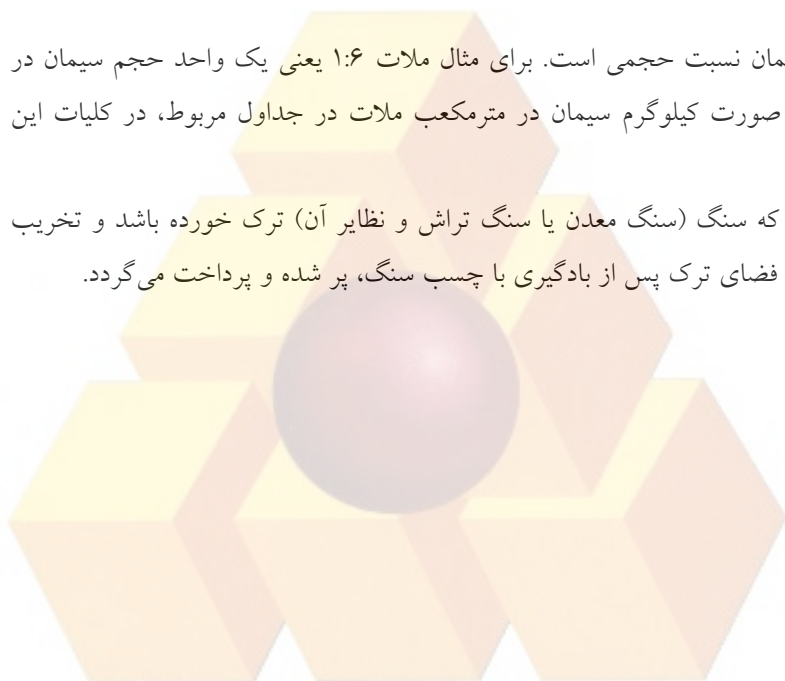 مان نسبت حجمی است. برای مثال ملات ۱:۶ یعنی یک واحد حجم سیمان در
صورت کیلوگرم سیمان در مترمکعب ملات در جداول مربوط، در کلیات این
که سنگ (سنگ معدن یا سنگ تراش و نظایر آن) ترک خورده باشد و تخریب
فضای ترک پس از بادگیری با چسب سنگ، پر شده و پرداخت می‌گردد.